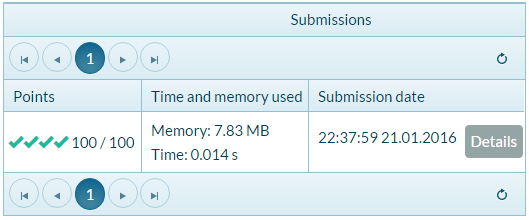 Submissions
1
Points Time and memory used Submission date
100 / 100 Memory: 7.83 MB 22:37:59 21.01.2016 Details
Time: 0.014 s
1